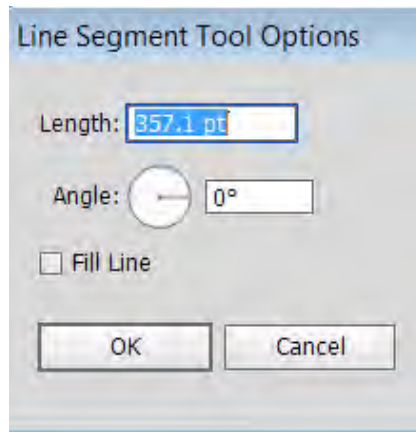 Line Segment Tool Options
Length: 357.1 pt
Angle: 0°
Fill Line
OK Cancel